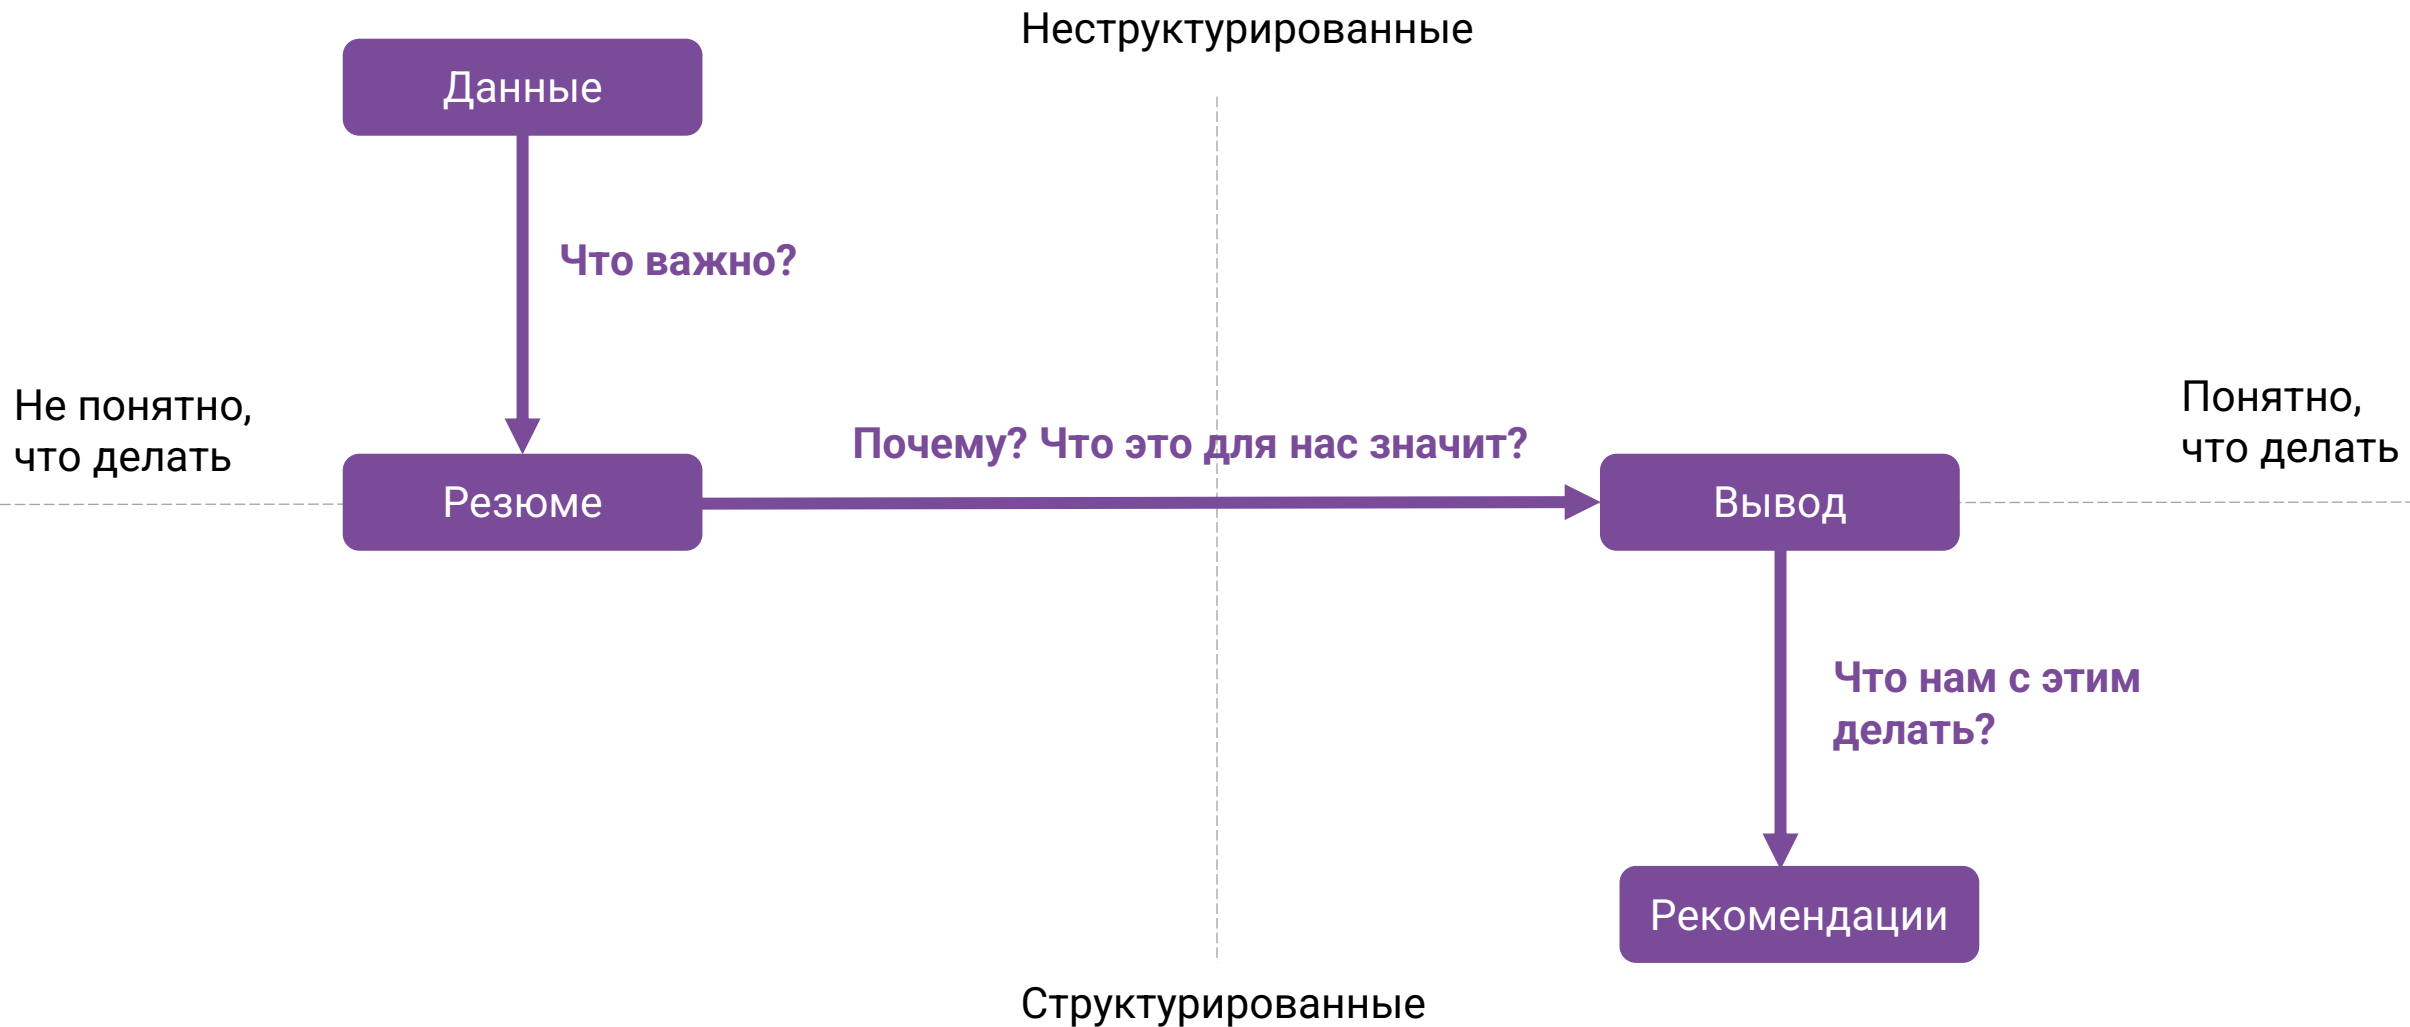 Неструктурированные
Данные
Что важно?
Не понятно,
что делать
Понятно,
что делать
Почему? Что это для нас значит?
Резюме
Вывод
Что нам с этим
делать?
Рекомендации
Структурированные